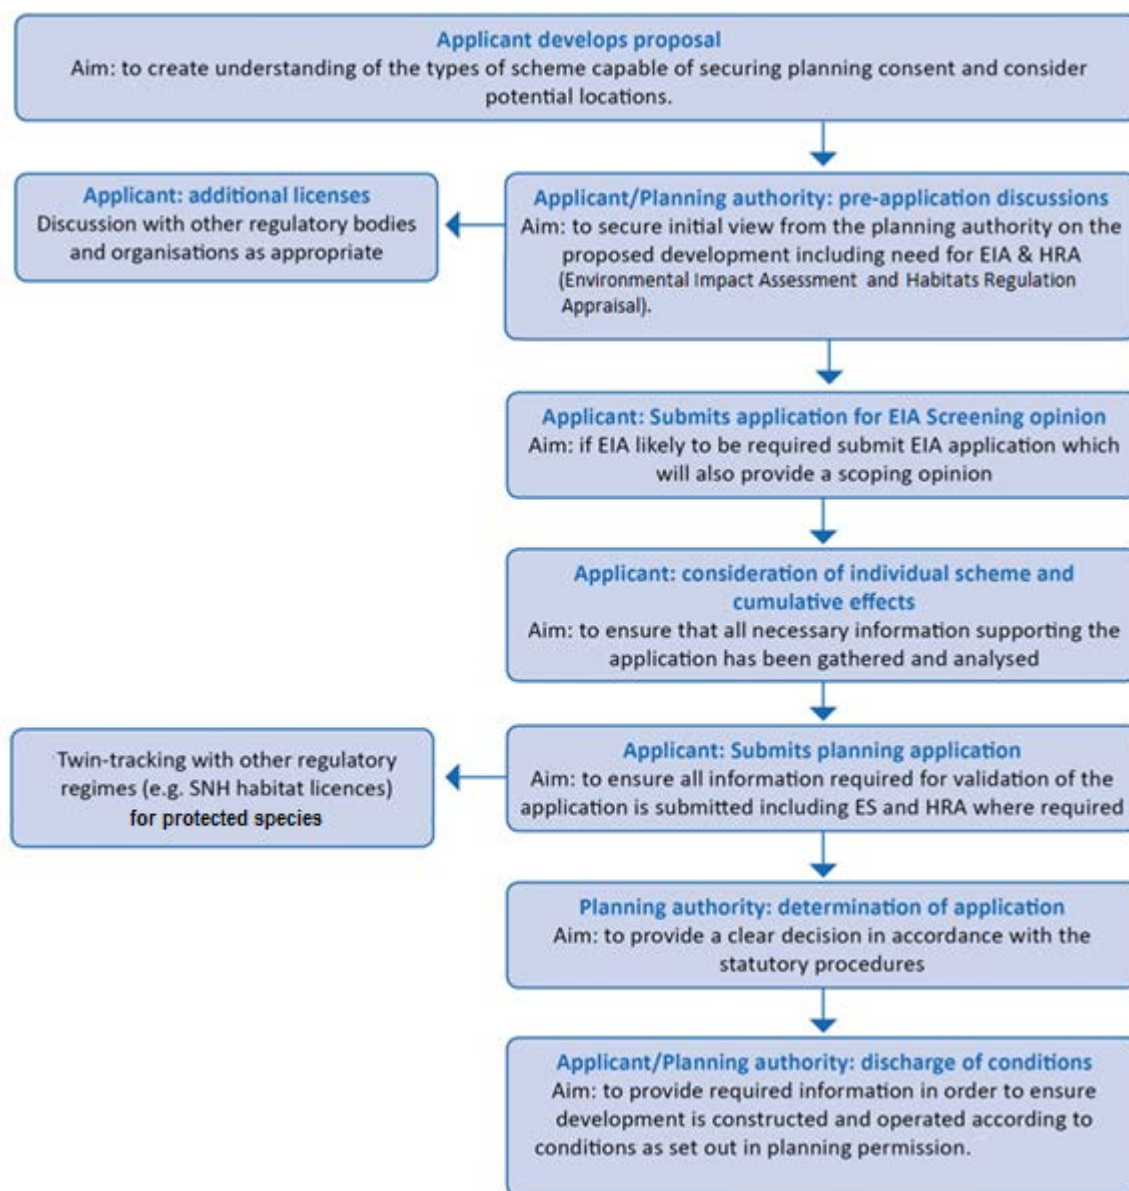 Applicant develops proposal
Aim: to create understanding of the types of scheme capable of securing planning consent and consider
potential locations.
Applicant: additional licenses
Discussion with other regulatory bodies
and organisations as appropriate
Applicant/Planning authority: pre-application discussions
Aim: to secure initial view from the planning authority on the
proposed development including need for EIA & HRA
(Environmental Impact Assessment and Habitats Regulation
Appraisal).
Applicant: Submits application for EIA Screening opinion
Aim: if EIA likely to be required submit EIA application which
will also provide a scoping opinion
Applicant: consideration of individual scheme and
cumulative effects
Aim: to ensure that all necessary information supporting the
application has been gathered and analysed
Twin-tracking with other regulatory
regimes (e.g. SNH habitat licences)
for protected species
Applicant: Submits planning application
Aim: to ensure all information required for validation of the
application is submitted including ES and HRA where required
Planning authority: determination of application
Aim: to provide a clear decision in accordance with the
statutory procedures
Applicant/Planning authority: discharge of conditions
Aim: to provide required information in order to ensure
development is constructed and operated according to
conditions as set out in planning permission.